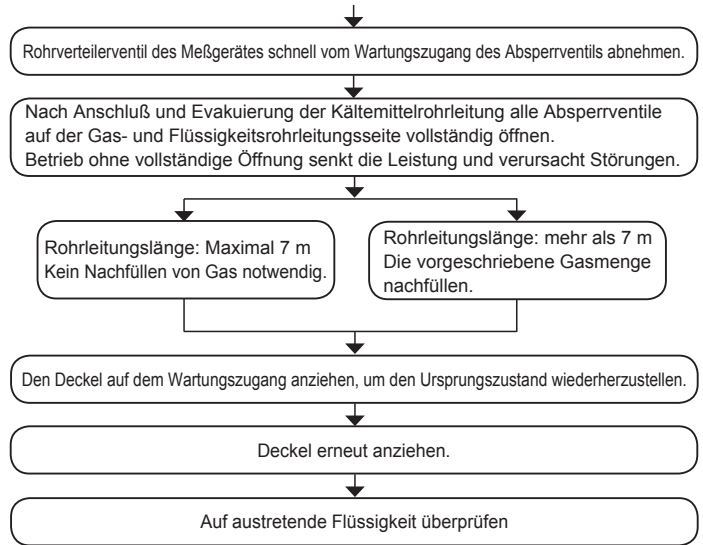 Rohrverteilerventil des Meßgerätes schnell vom Wartungszugang des Absperrventils abnehmen.
Nach Anschluß und Evakuierung der Kältemittelrohrleitung alle Absperrventile
auf der Gas- und Flüssigkeitsrohrleitungsseite vollständig öffnen.
Betrieb ohne vollständige Öffnung senkt die Leistung und verursacht Störungen.
Rohrleitungslänge: Maximal 7 m
Kein Nachfüllen von Gas notwendig.
Rohrleitungslänge: mehr als 7 m
Die vorgeschriebene Gasmenge
nachfüllen.
Den Deckel auf dem Wartungszugang anziehen, um den Ursprungszustand wiederherzustellen.
Deckel erneut anziehen.
Auf austretende Flüssigkeit überprüfen